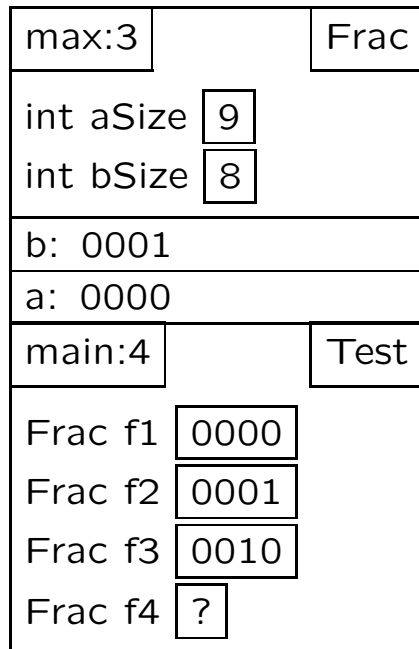 max:3 Frac
int aSize 9
int bSize 8
b: 0001
a: 0000
main:4 Test
Frac f1 0000
Frac f2 0001
Frac f3 0010
Frac f4 ?